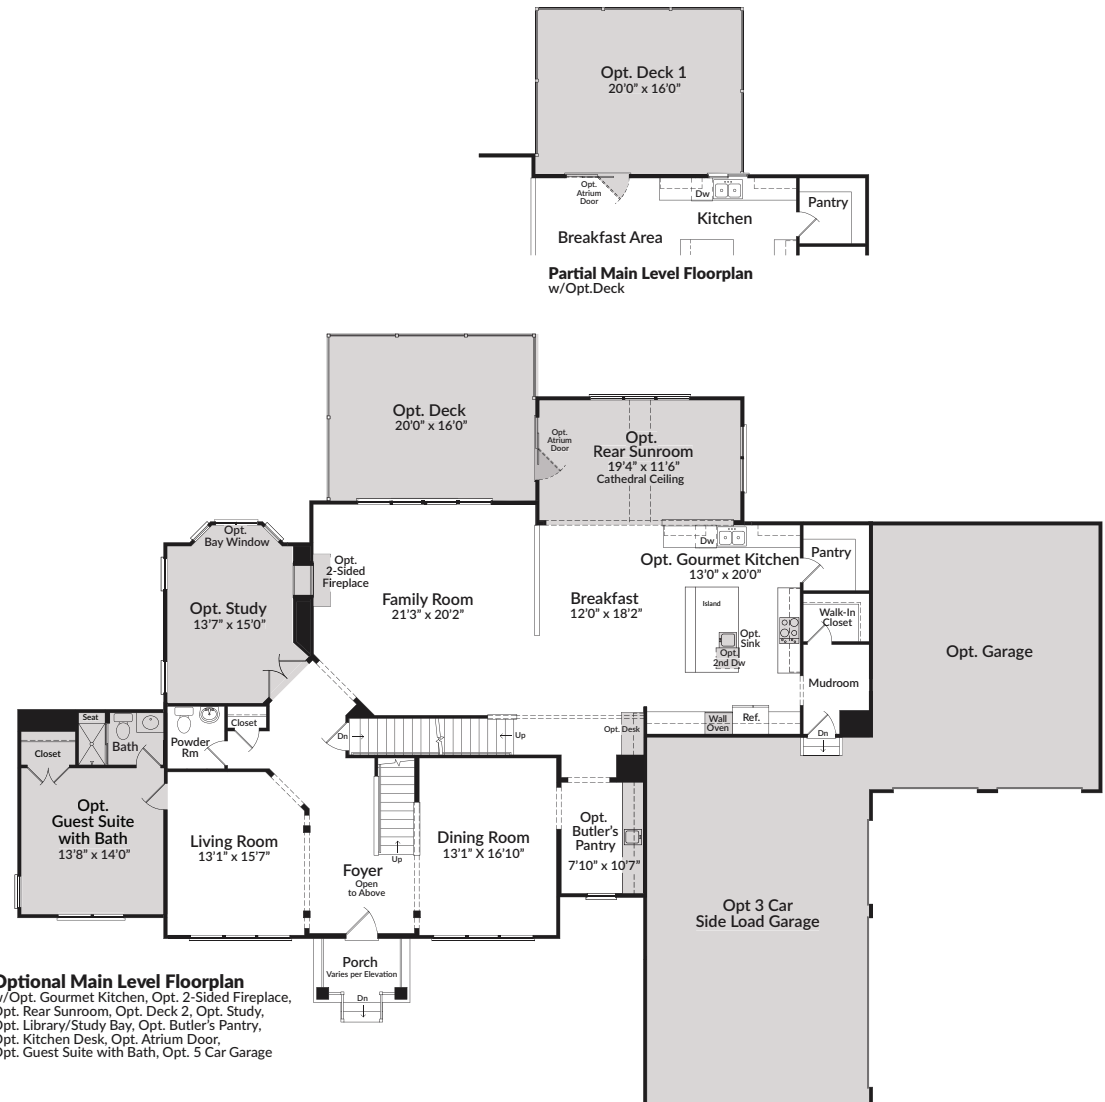 Opt. Deck 1
20’0” x 16’0”
Opt.
Atrium
Door
Dw
Pantry
Kitchen
Breakfast Area
Partial Main Level Floorplan
w/Opt.Deck
Opt. Deck
20’0” x 16’0”
Opt.
Atrium
Door
Opt.
Rear Sunroom
19’4” x 11’6”
Cathedral Ceiling
Opt.
Bay Window
Opt.
2-Sided
Fireplace
Dw
Opt. Gourmet Kitchen
13’0” x 20’0”
Pantry
Opt. Study
13’7” x 15’0”
Family Room
21’3” x 20’2”
Breakfast
12’0” x 18’2”
Island
Opt.
Sink
Opt.
2nd Dw
Walk-In
Closet
Opt. Garage
Mudroom
Seat
Bath
Closet
Powder
Rm
Closet
Dn
Up
Opt. Desk
Wall
Oven
Ref.
Dn
Opt.
Guest Suite
with Bath
13’8” x 14’0”
Living Room
13’1” x 15’7”
Up
Foyer
Open
to Above
Dining Room
13’1” X 16’10”
Opt.
Butler’s
Pantry
7’10” x 10’7”
Opt 3 Car
Side Load Garage
Porch
Varies per Elevation
Dn
Optional Main Level Floorplan
w/Opt. Gourmet Kitchen, Opt. 2-Sided Fireplace,
Opt. Rear Sunroom, Opt. Deck 2, Opt. Study,
Opt. Library/Study Bay, Opt. Butler’s Pantry,
Opt. Kitchen Desk, Opt. Atrium Door,
Opt. Guest Suite with Bath, Opt. 5 Car Garage